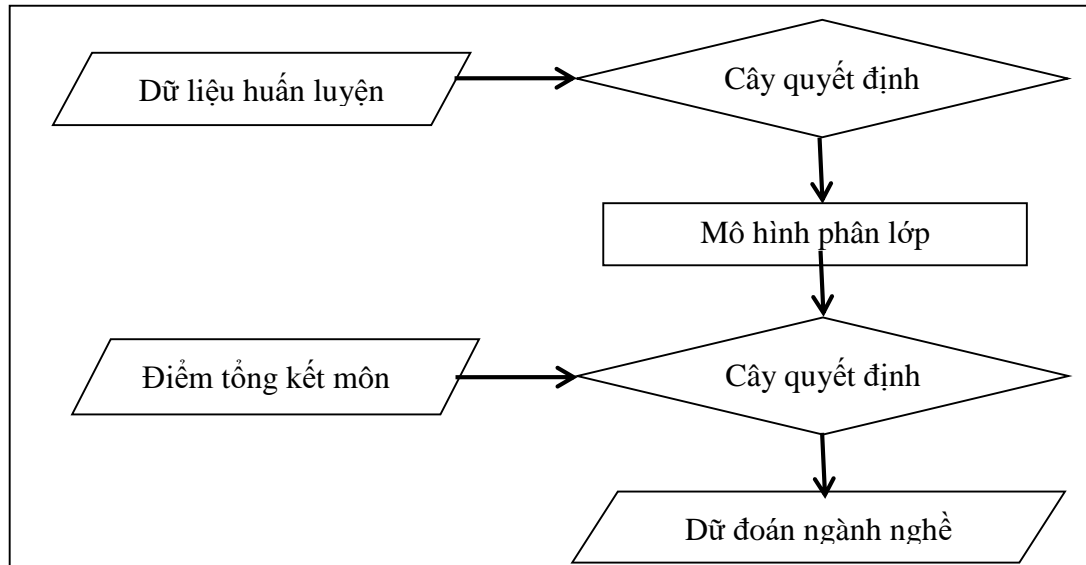 Dữ liệu huấn luyện
Cây quyết định
Mô hình phân lớp
Điểm tổng kết môn
Cây quyết định
Dữ đoán ngành nghề